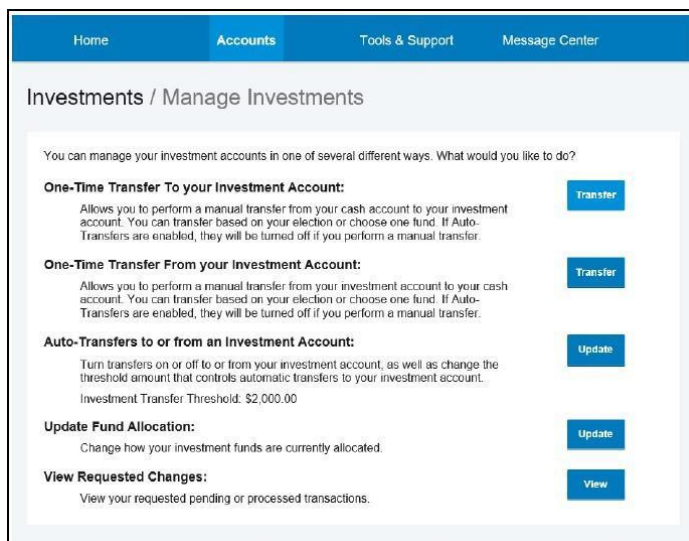 Home Accounts Tools & Support Message Center
Investments / Manage Investments
You can manage your investment accounts in one of several different ways. What would you like to do?
One-Time Transfer To your Investment Account:
Transfer
Allows you to perform a manual transfer from your cash account to your investment
account. You can transfer based on your election or choose one fund. If Auto-
Transfers are enabled, they will be turned off if you perform a manual transfer.
One-Time Transfer From your Investment Account:
Transfer
Allows you to perform a manual transfer from your investment account to your cash
account. You can transfer based on your election or choose one fund. If Auto-
Transfers are enabled, they will be turned off if you perform a manual transfer.
Auto-Transfers to or from an Investment Account:
Update
Turn transfers on or off to or from your investment account, as well as change the
threshold amount that controls automatic transfers to your investment account.
Investment Transfer Threshold: $2,000.00
Update Fund Allocation:
Update
Change how your investment funds are currently allocated.
View Requested Changes:
View
View your requested pending or processed transactions.